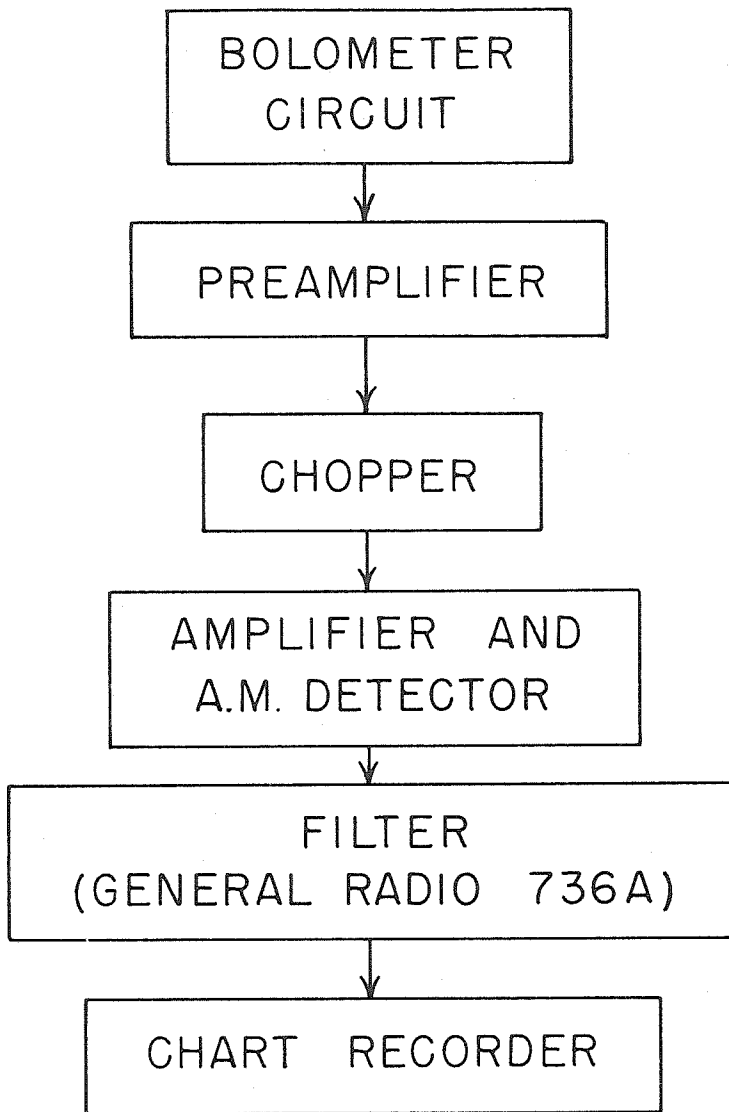 BOLOMETER
CIRCUIT
PREAMPLIFIER
CHOPPER
AMPLIFIER AND
A.M. DETECTOR
FILTER
(GENERAL RADIO 736A)
CHART RECORDER